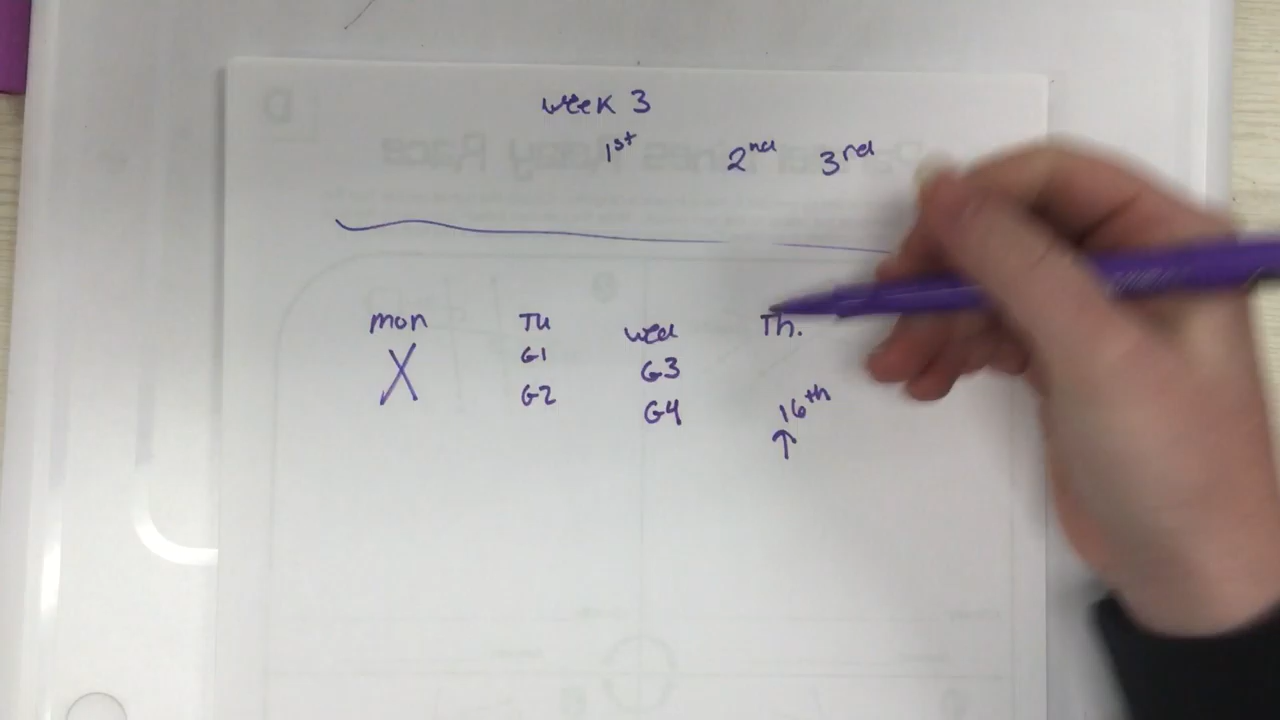 week 3
1st 2nd 3rd
mon Tu wed Th.
X G1 G3
G2 G4 16th
↑